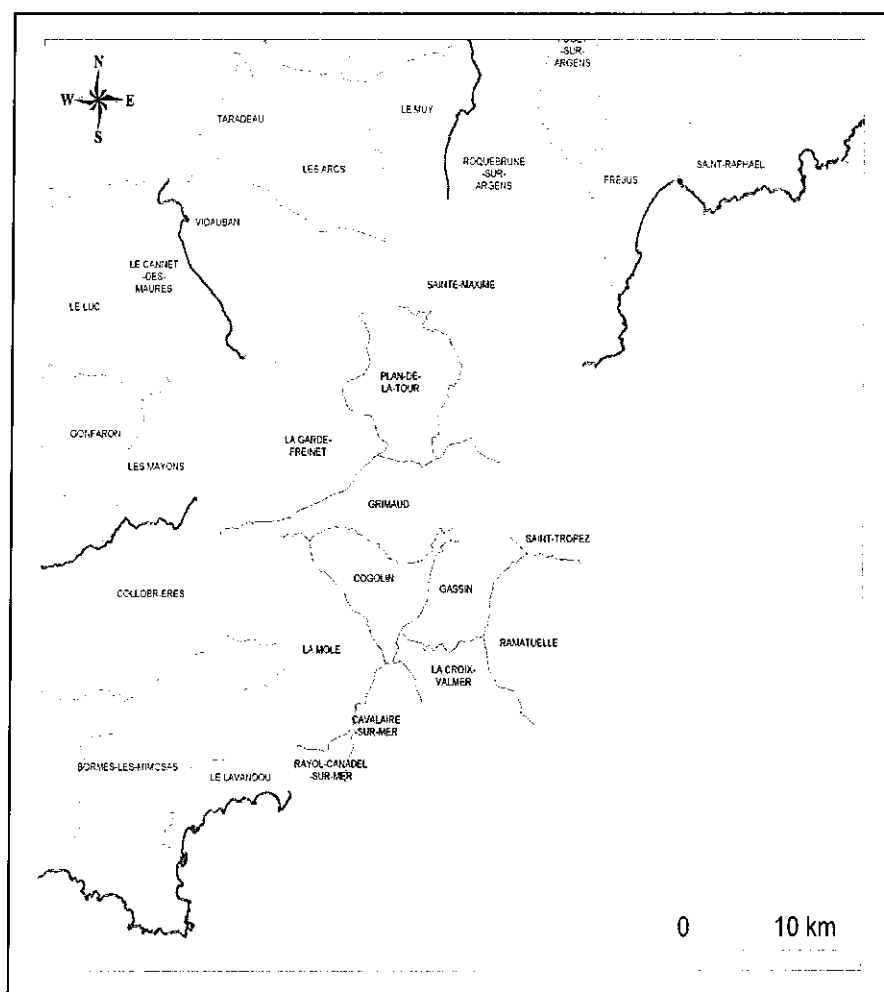 -SUR-
ARGENS
N
W E
S
TARADEAU
LE MUY
LES ARCS
ROQUEBRUNE
-SUR-
ARGENS
FREJUS
SAINT-RAPHAEL
VIDAUBAN
LE CANNET
-DES-
MAURES
LE LUC
SAINTE-MAXIME
PLAN-DE-
LA-TOUR
GONFARON
LA GARDE-
FREINET
LES MAYONS
GRIMAUD
SAINT-TROPEZ
COGOLIN
GASSIN
COLLOBRIERES
LA MOLE
RAMATUELLE
LA CROIX-
VALMER
CAVALAIRE
-SUR-MER
BORMES-LES-MIMOSAS
LE LAVANDOU
RAYOL-CANADEL
-SUR-MER
0 10 km